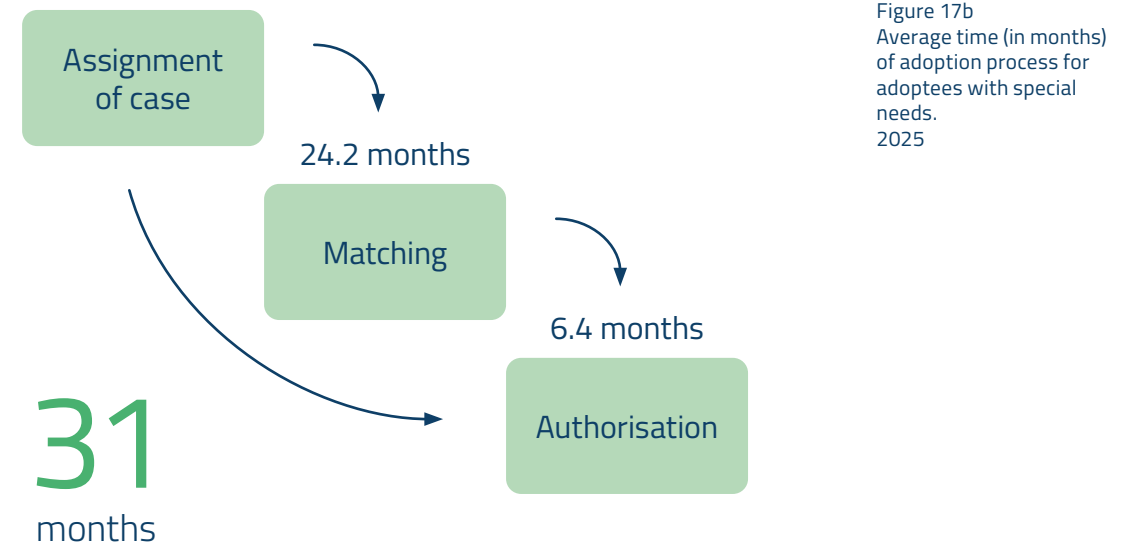 Assignment
of case
24.2 months
Matching
6.4 months
Authorisation
31
months
Figure 17b
Average time (in months)
of adoption process for
adoptees with special
needs.
2025